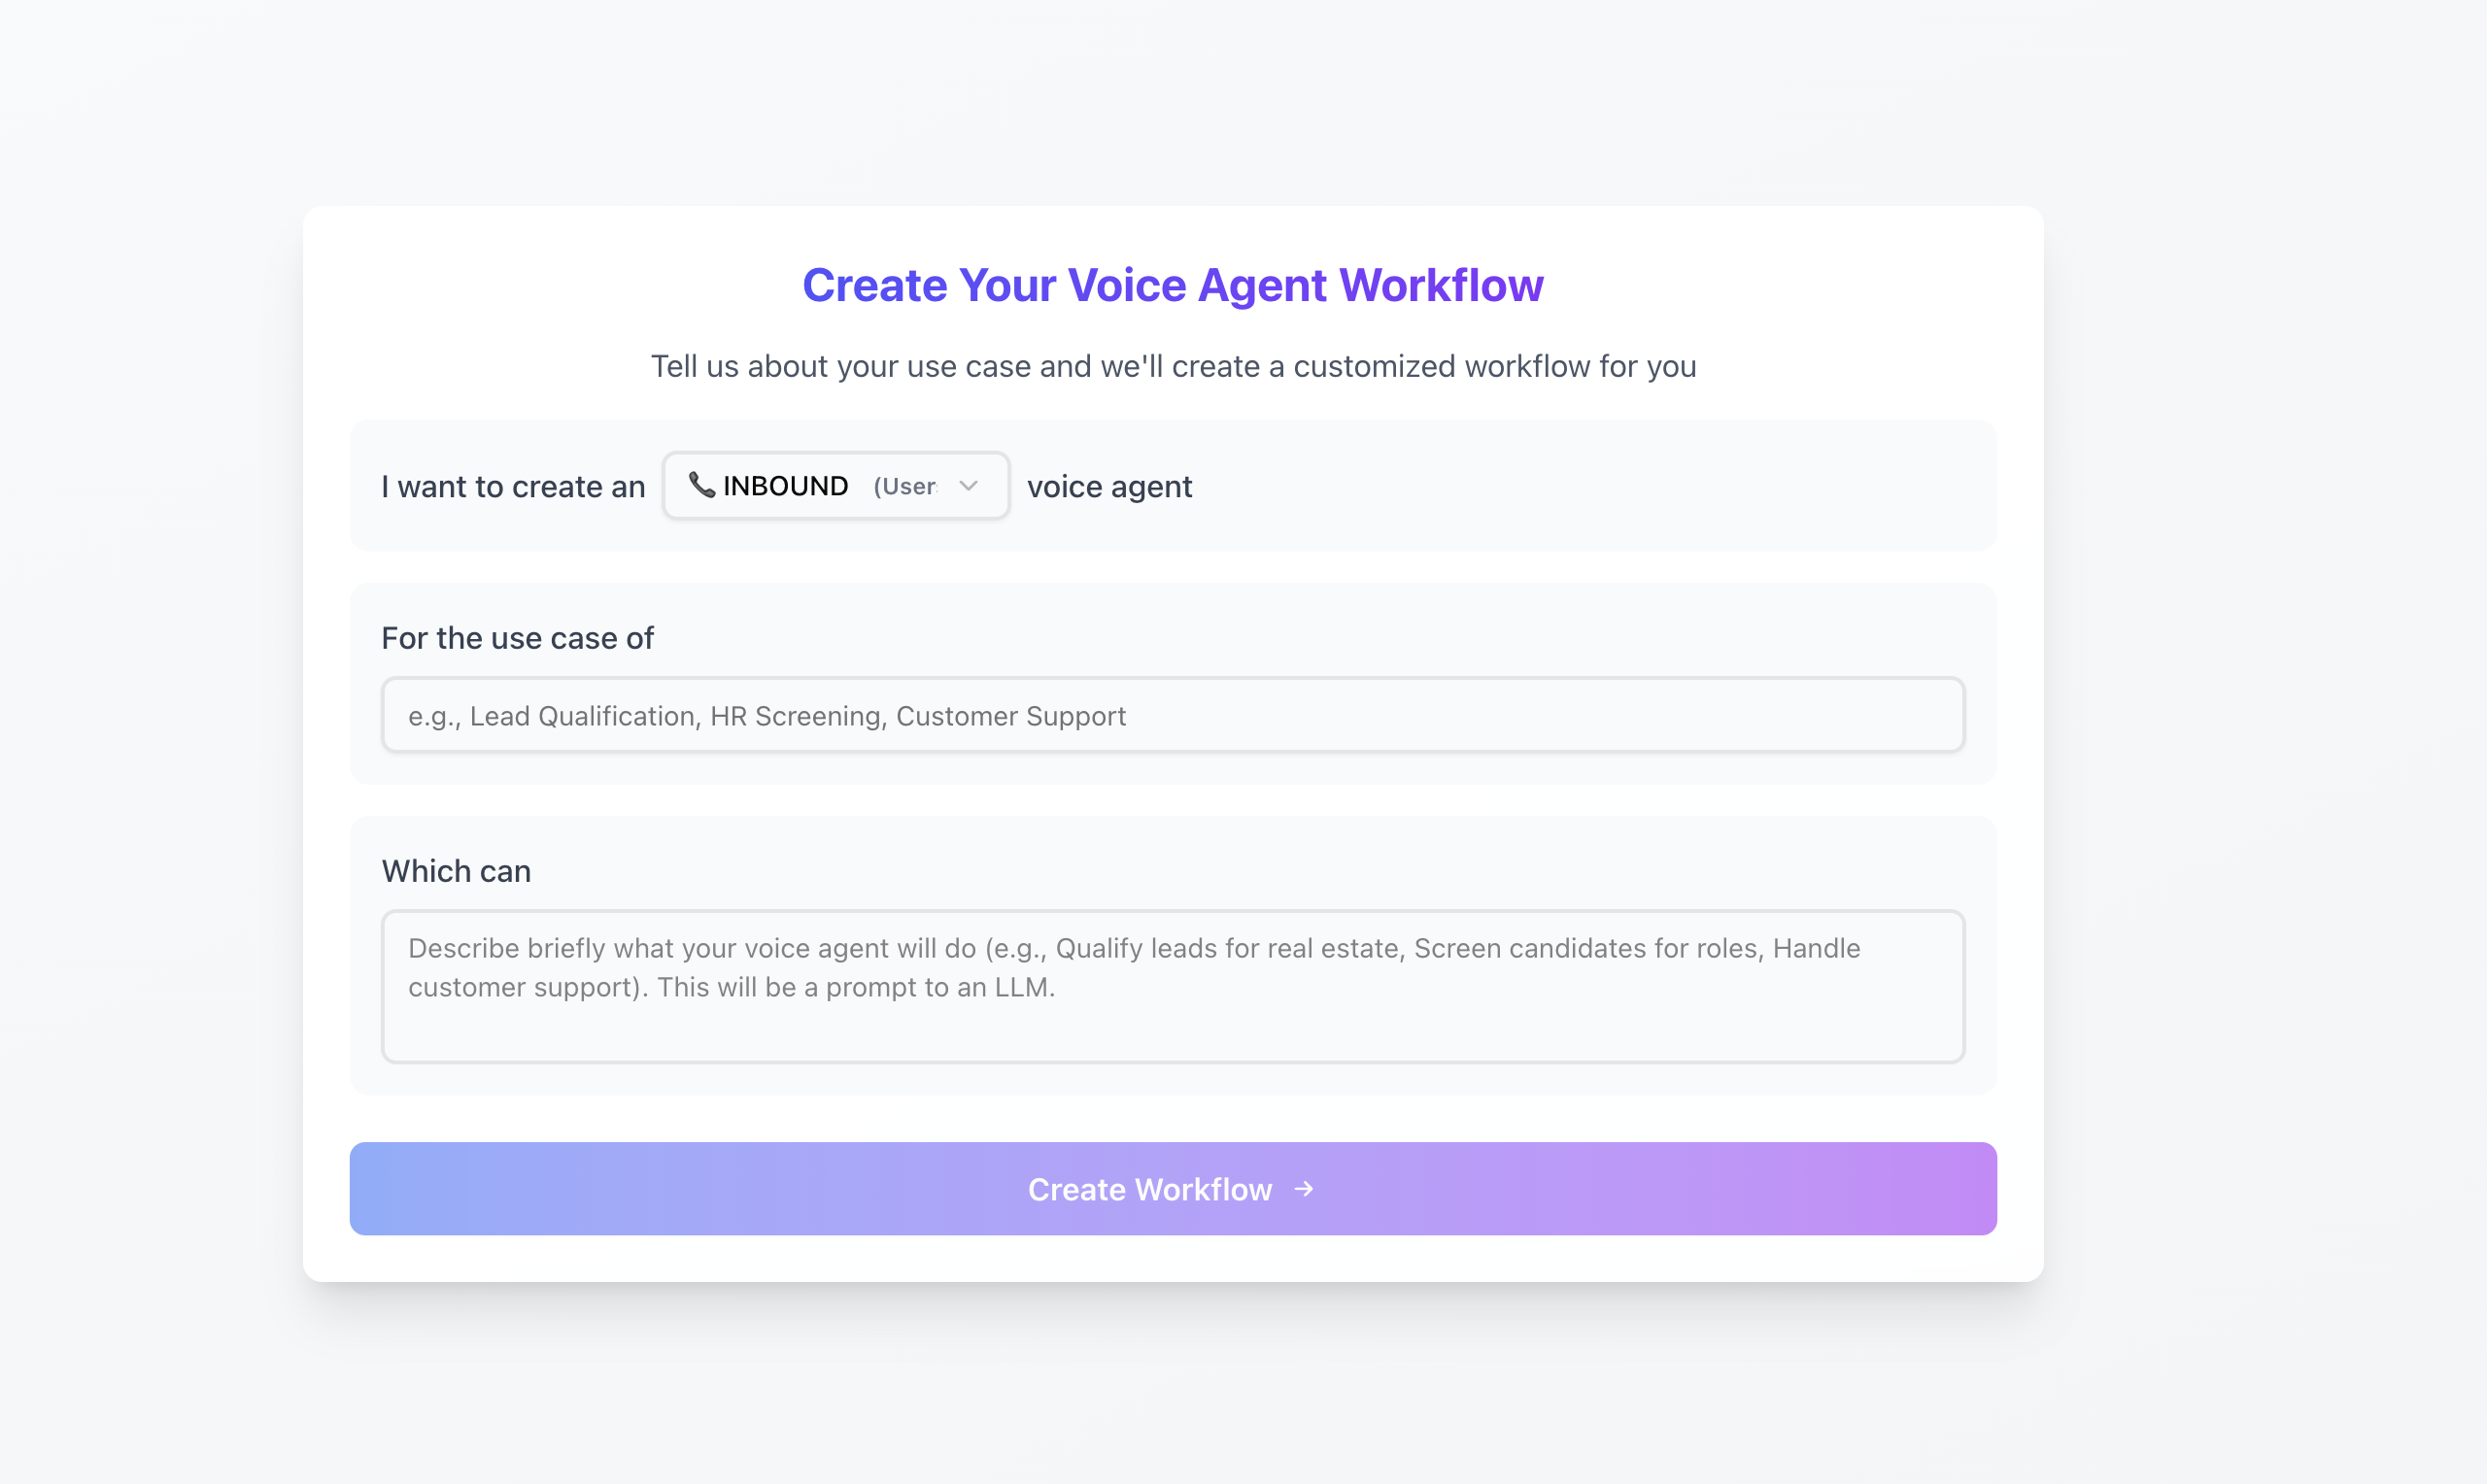 Create Your Voice Agent Workflow
Tell us about your use case and we'll create a customized workflow for you
I want to create an 📞 INBOUND (User voice agent
For the use case of
e.g., Lead Qualification, HR Screening, Customer Support
Which can
Describe briefly what your voice agent will do (e.g., Qualify leads for real estate, Screen candidates for roles, Handle
customer support). This will be a prompt to an LLM.
Create Workflow →